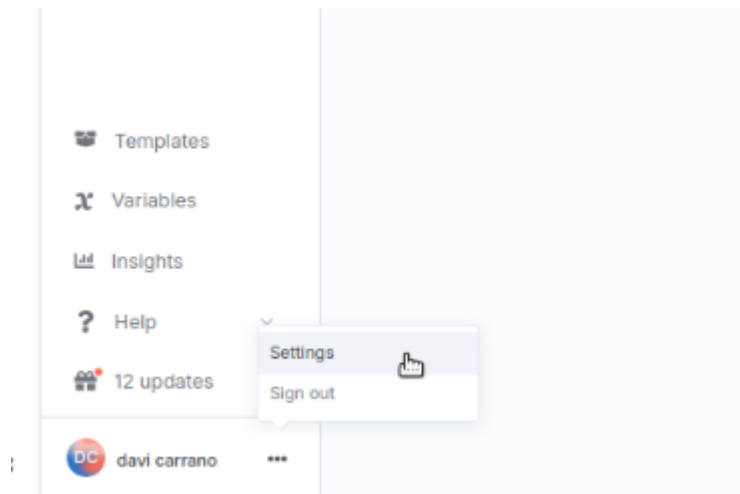 Templates
Variables
Insights
Help
Settings
12 updates
Sign out
DC davi carrano